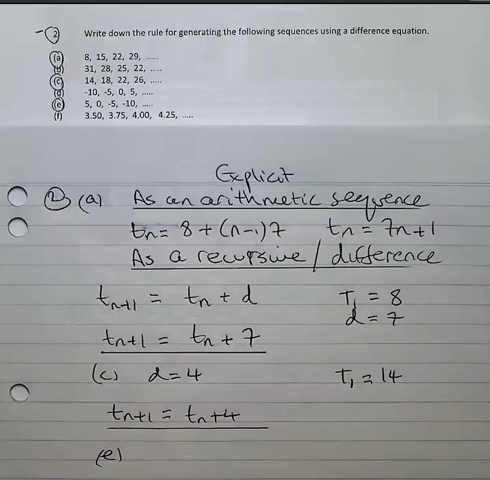 2 Write down the rule for generating the following sequences using a difference equation.
(a) 8, 15, 22, 29, .....
(b) 31, 28, 25, 22, .....
(c) 14, 18, 22, 26, .....
(d) -10, -5, 0, 5, .....
(e) 5, 0, -5, -10, .....
(f) 3.50, 3.75, 4.00, 4.25, .....
Explicit
2 (a) As an arithmetic sequence
tn = 8 + (n-1)7 tn = 7n+1
As a recursive / difference
tn+1 = tn + d T1 = 8
d = 7
tn+1 = tn + 7
(c) d=4 T1 = 14
tn+1 = tn+4
(e)